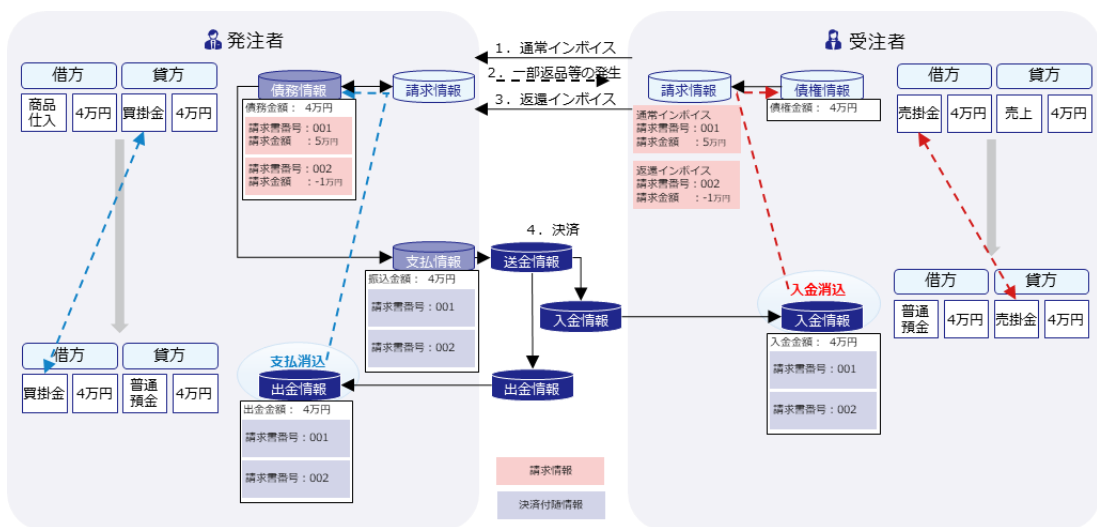 発注者
借方
貸方
商品
仕入
4万円
買掛金
4万円
債務情報
債務金額： 4万円
請求書番号：001
請求金額　：5万円
請求書番号：002
請求金額　：-1万円
請求情報
1．通常インボイス
2．一部返品等の発生
3．返還インボイス
受注者
請求情報
通常インボイス
請求書番号：001
請求金額　：5万円
返還インボイス
請求書番号：002
請求金額　：-1万円
債権情報
債権金額： 4万円
借方
貸方
売掛金
4万円
売上
4万円
4．決済
支払情報
振込金額： 4万円
請求書番号：001
請求書番号：002
送金情報
入金情報
出金情報
入金消込
入金情報
入金金額： 4万円
請求書番号：001
請求書番号：002
借方
貸方
普通
預金
4万円
売掛金
4万円
借方
貸方
買掛金
4万円
普通
預金
4万円
支払消込
出金情報
出金金額： 4万円
請求書番号：001
請求書番号：002
請求情報
決済付随情報